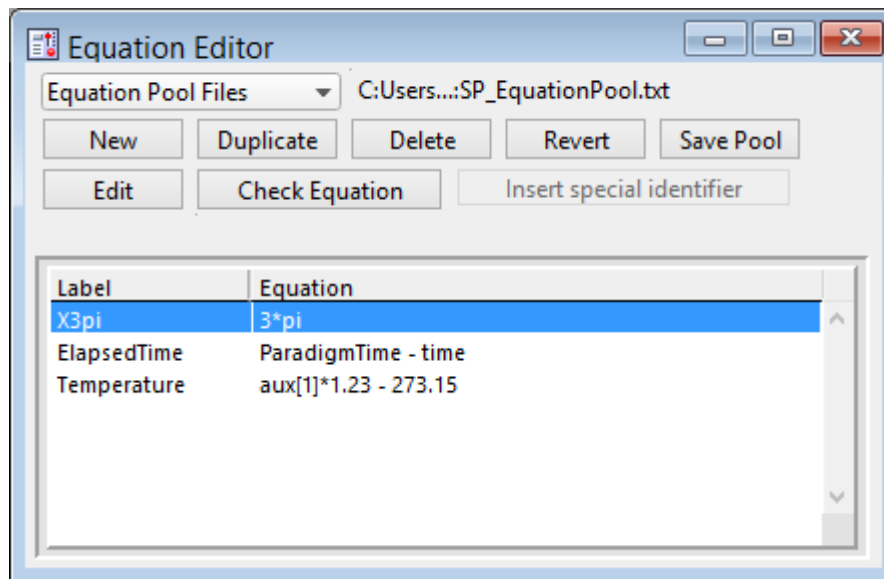 Equation Editor
Equation Pool Files C:Users...:SP_EquationPool.txt
New Duplicate Delete Revert Save Pool
Edit Check Equation Insert special identifier
Label Equation
X3pi 3*pi
ElapsedTime ParadigmTime - time
Temperature aux[1]*1.23 - 273.15